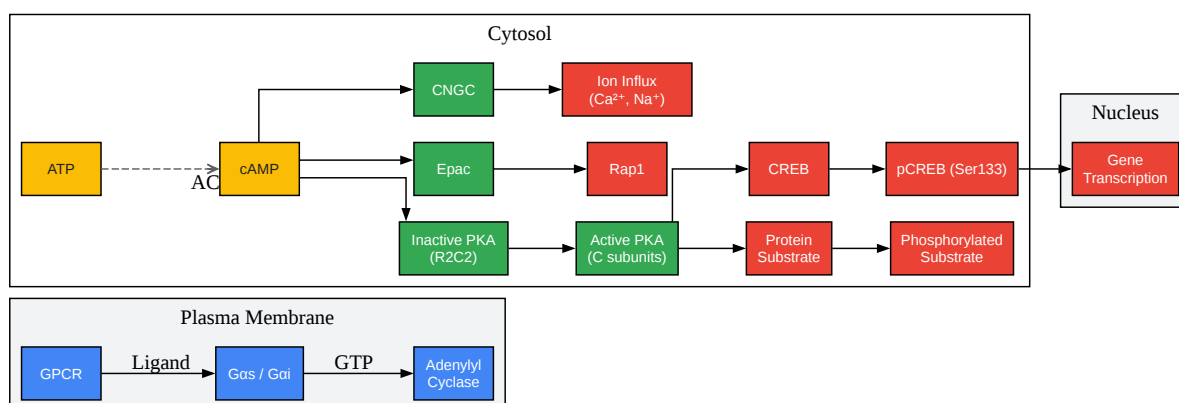 Cytosol
CNGC
Ion Influx
(Ca²⁺, Na⁺)
Nucleus
ATP
AC
cAMP
Epac
Rap1
CREB
pCREB (Ser133)
Gene
Transcription
Inactive PKA
(R2C2)
Active PKA
(C subunits)
Protein
Substrate
Phosphorylated
Substrate
Plasma Membrane
GPCR
Ligand
Gαs / Gαi
GTP
Adenylyl
Cyclase